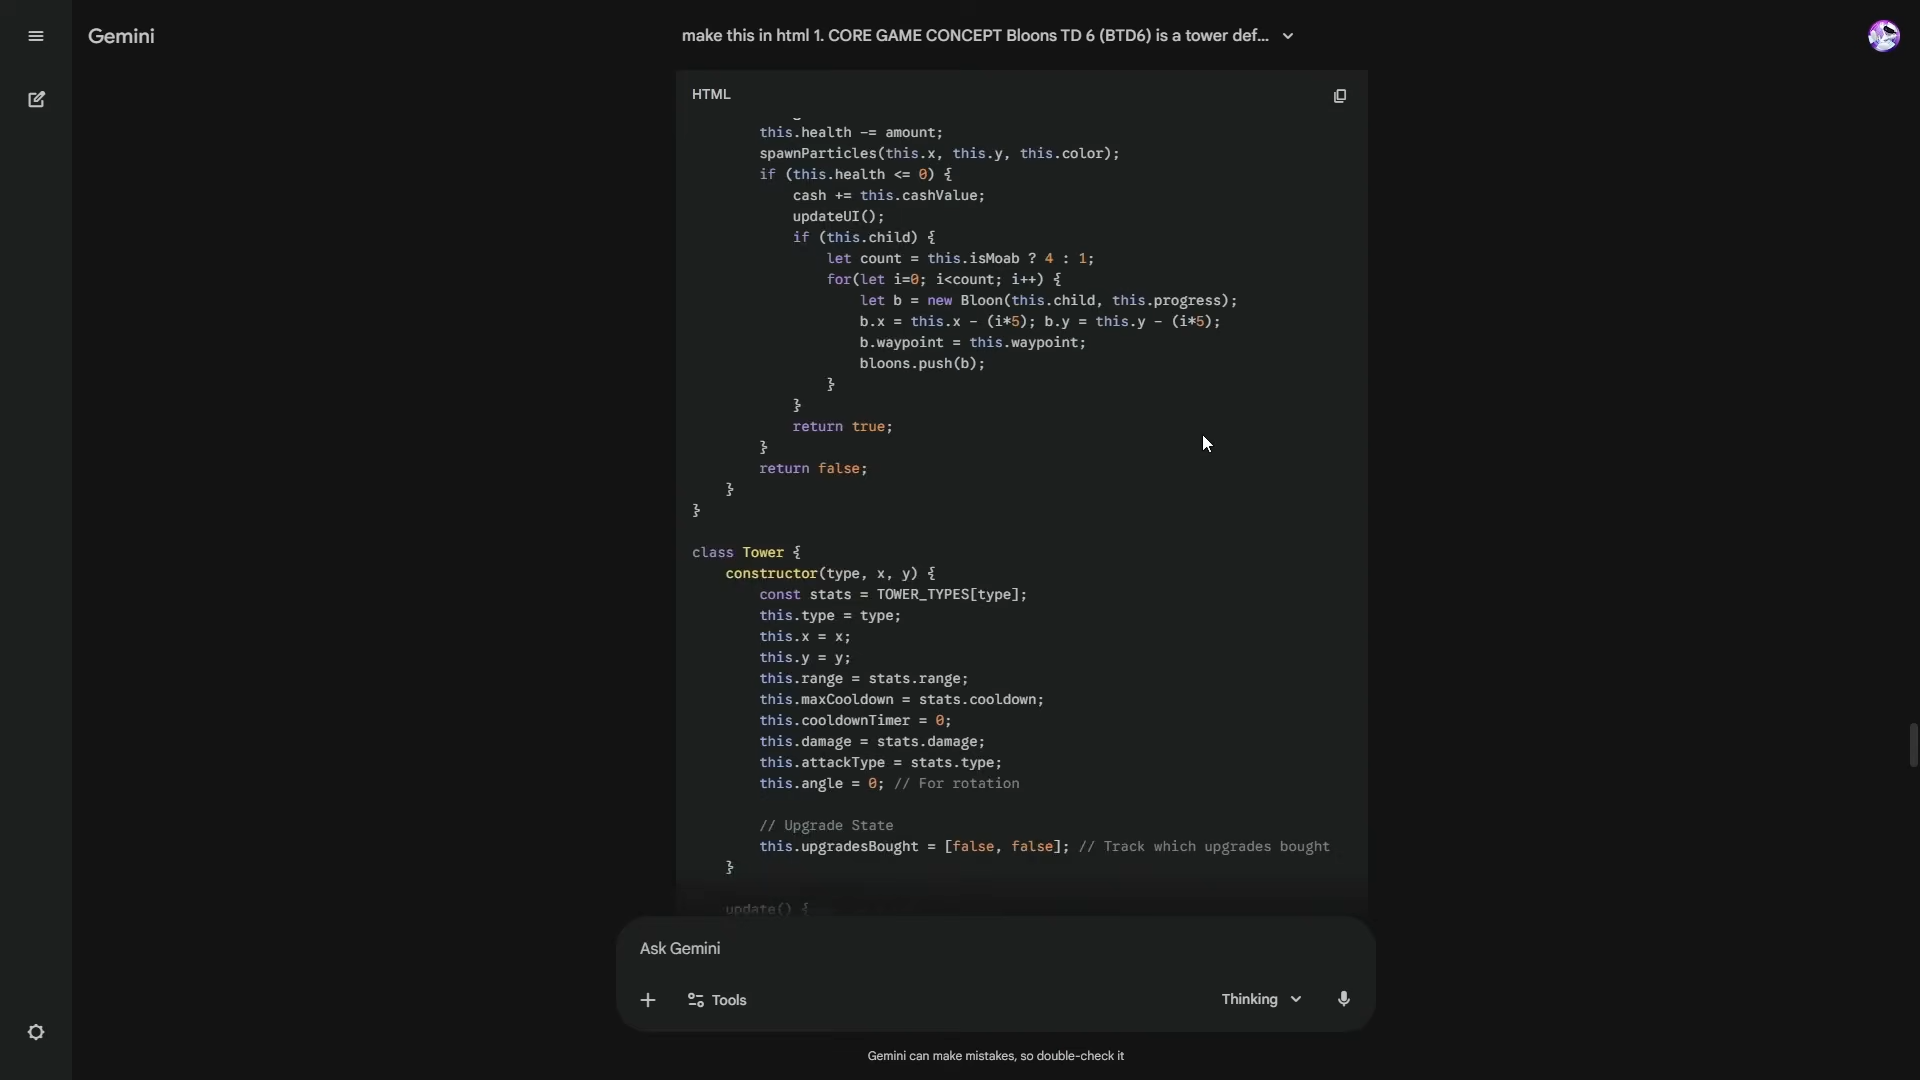 Gemini
make this in html 1. CORE GAME CONCEPT Bloons TD 6 (BTD6) is a tower def...
HTML
this.health -= amount;
spawnParticles(this.x, this.y, this.color);
if (this.health <= 0) {
cash += this.cashValue;
updateUI();
if (this.child) {
let count = this.isMoab ? 4 : 1;
for(let i=0; i<count; i++) {
let b = new Bloon(this.child, this.progress);
b.x = this.x - (i*5); b.y = this.y - (i*5);
b.waypoint = this.waypoint;
bloons.push(b);
}
}
return true;
}
return false;
}
}
class Tower {
constructor(type, x, y) {
const stats = TOWER_TYPES[type];
this.type = type;
this.x = x;
this.y = y;
this.range = stats.range;
this.maxCooldown = stats.cooldown;
this.cooldownTimer = 0;
this.damage = stats.damage;
this.attackType = stats.type;
this.angle = 0; // For rotation
// Upgrade State
this.upgradesBought = [false, false]; // Track which upgrades bought
}
update() {
Ask Gemini
Tools
Thinking
Gemini can make mistakes, so double-check it